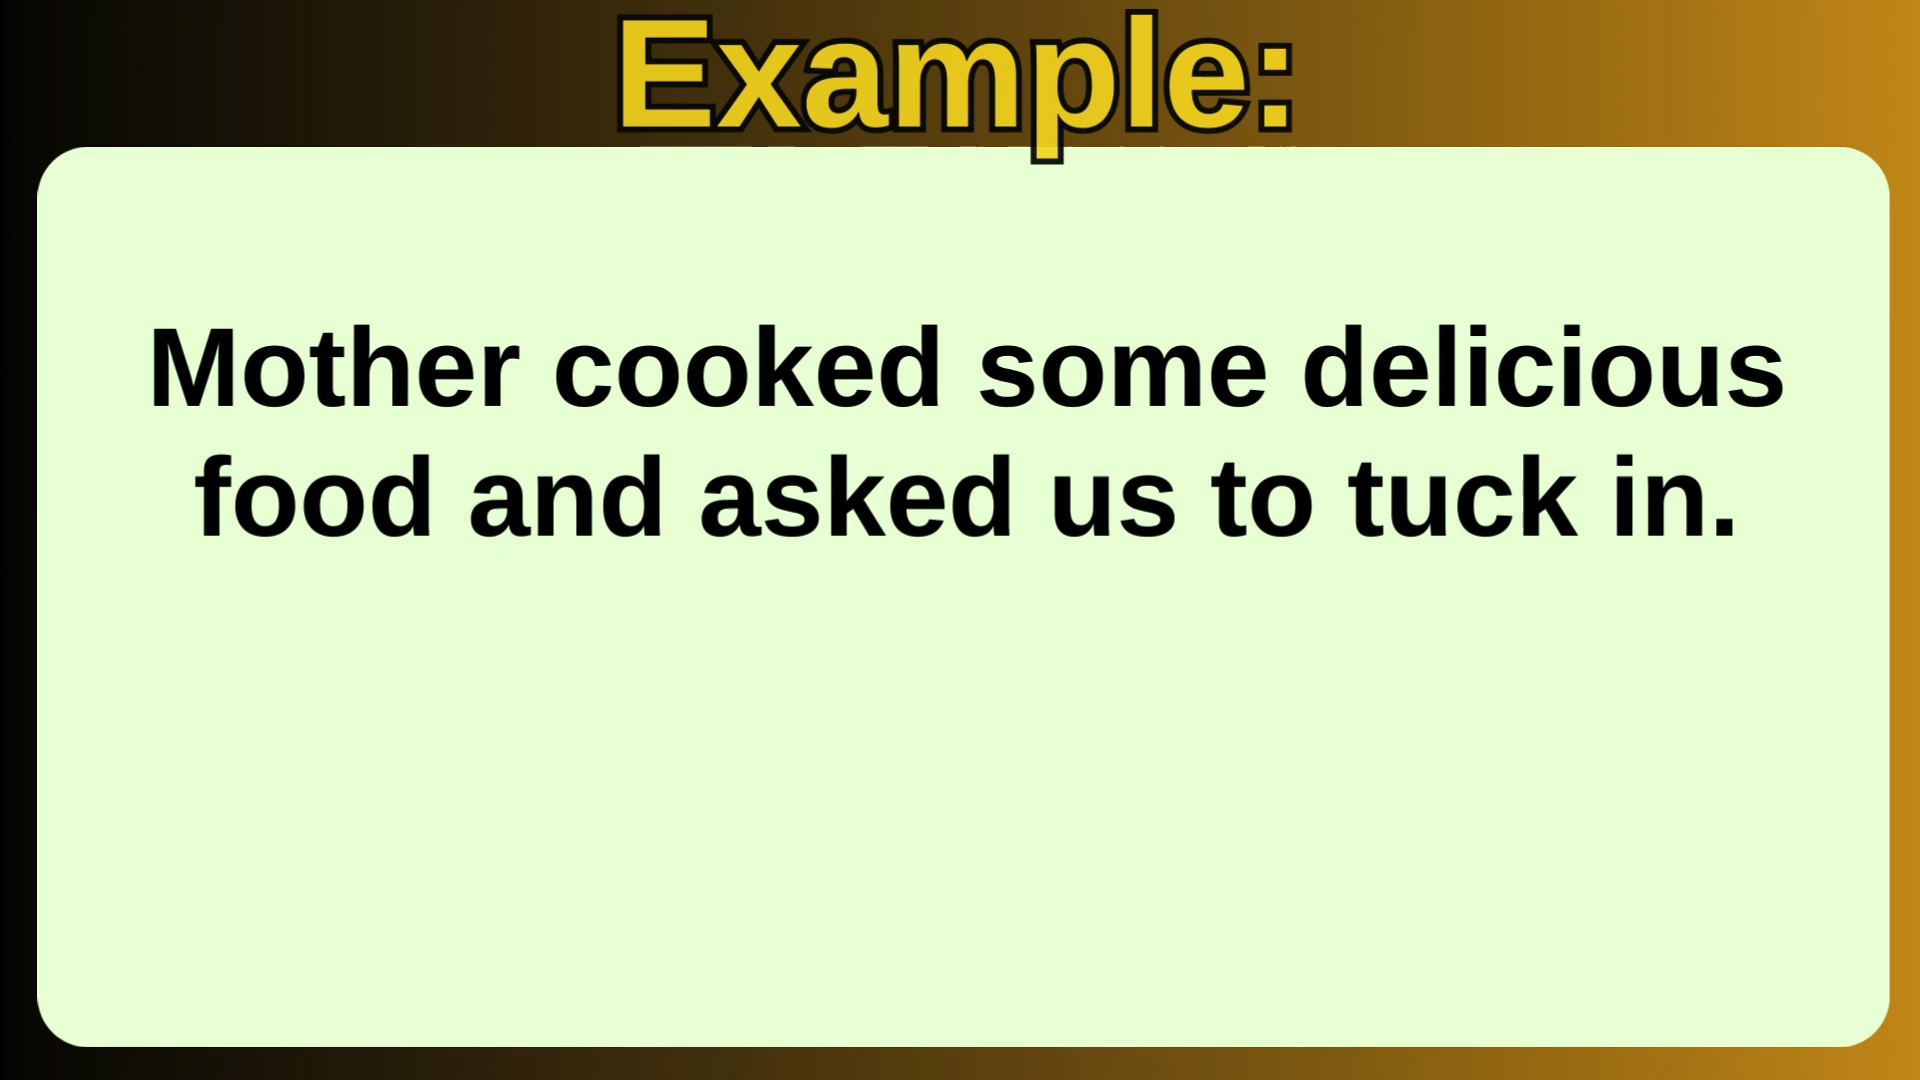 Example:
Mother cooked some delicious
food and asked us to tuck in.